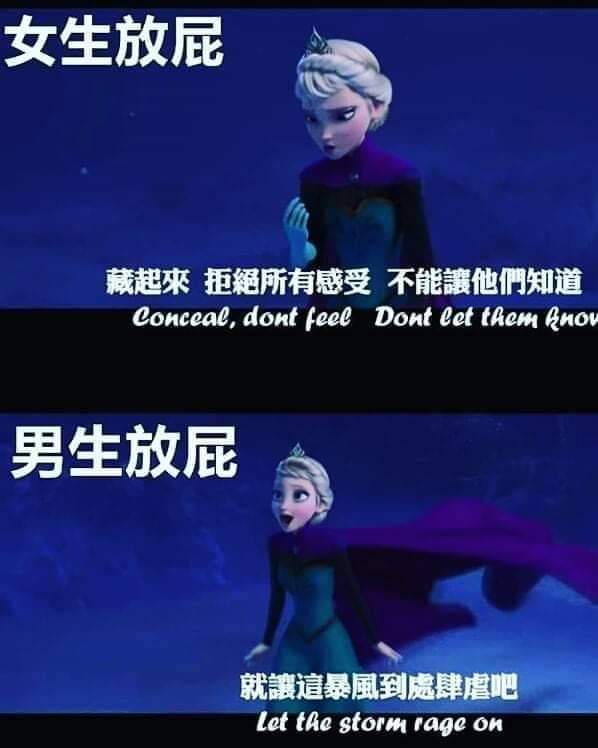 女生放屁
藏起來 拒絕所有感受 不能讓他們知道
Conceal, dont feel Dont let them know
男生放屁
就讓這暴風到處肆虐吧
Let the storm rage on